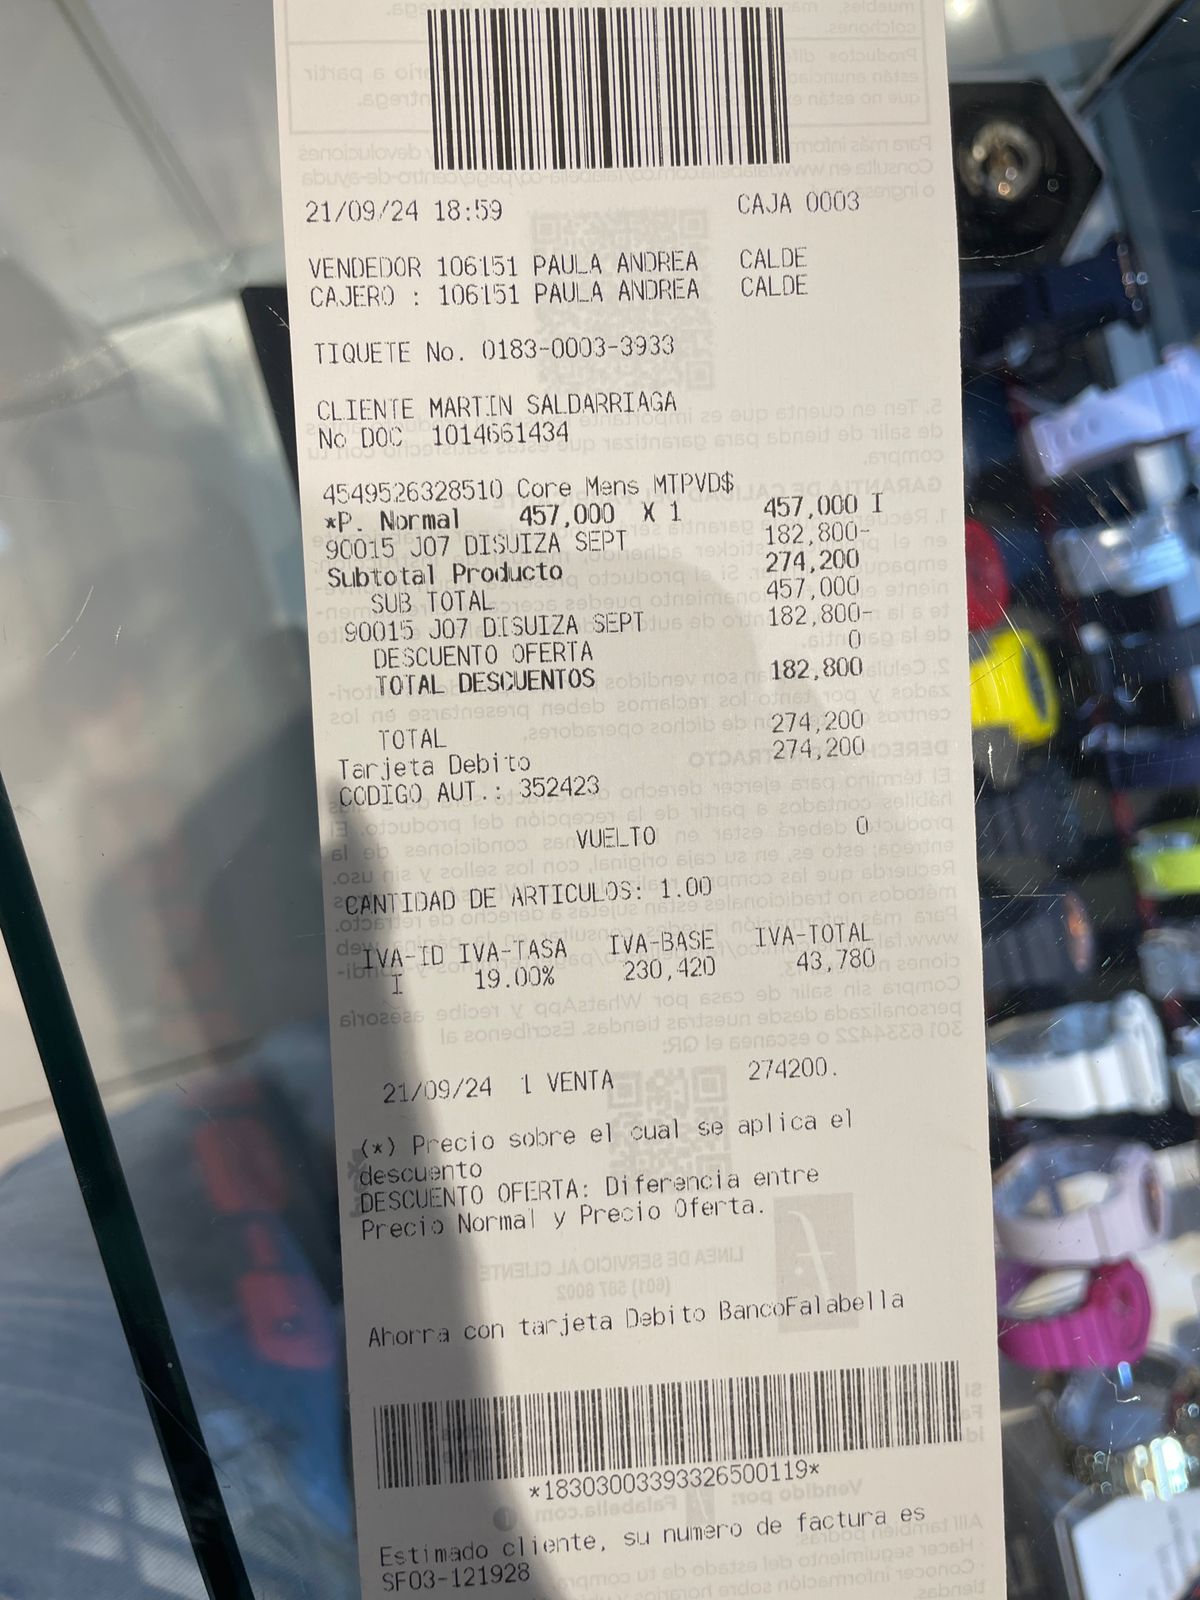 21/09/24 18:59 CAJA 0003
VENDEDOR 106151 PAULA ANDREA CALDE
CAJERO : 106151 PAULA ANDREA CALDE
TIQUETE No. 0183-0003-3933
CLIENTE MARTIN SALDARRIAGA
No DOC 1014661434
4549526328510 Core Mens MTPVD$
*P. Normal 457,000 X 1 457,000 I
90015 J07 DISUIZA SEPT 182,800-
Subtotal Producto 274,200
SUB TOTAL 457,000
90015 J07 DISUIZA SEPT 182,800-
DESCUENTO OFERTA 0
TOTAL DESCUENTOS 182,800
TOTAL 274,200
Tarjeta Debito 274,200
CODIGO AUT.: 352423
VUELTO 0
CANTIDAD DE ARTICULOS: 1.00
IVA-ID IVA-TASA IVA-BASE IVA-TOTAL
I 19.00% 230,420 43,780
21/09/24 1 VENTA 274200.
(*) Precio sobre el cual se aplica el
descuento
DESCUENTO OFERTA: Diferencia entre
Precio Normal y Precio Oferta.
Ahorra con tarjeta Debito BancoFalabella
*18303003393326500119*
Estimado cliente, su numero de factura es
SF03-121928